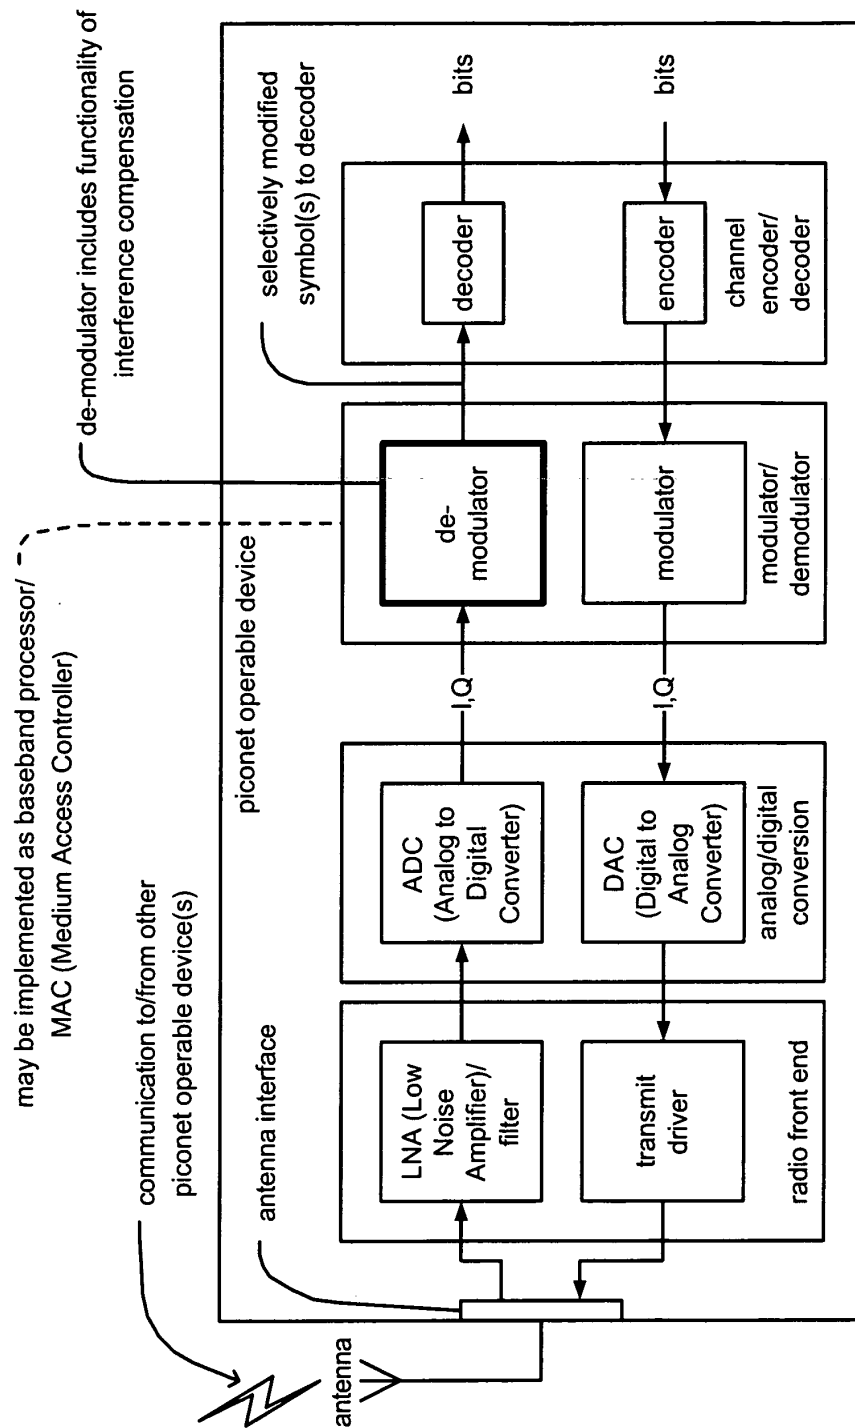 may be implemented as baseband processor/
MAC (Medium Access Controller)
de-modulator includes functionality of
interference compensation
communication to/from other
piconet operable device(s)
antenna interface
piconet operable device
selectively modified
symbol(s) to decoder
antenna
LNA (Low
Noise
Amplifier)/
filter
ADC
(Analog to
Digital
Converter)
I,Q
de-
modulator
decoder
bits
transmit
driver
DAC
(Digital to
Analog
Converter)
I,Q
modulator
encoder
bits
radio front end
analog/digital
conversion
modulator/
demodulator
channel
encoder/
decoder